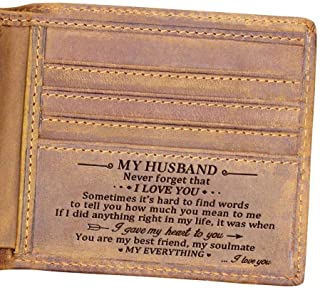 MY HUSBAND
Never forget that
I LOVE YOU
Sometimes it's hard to find words
to tell you how much you mean to me
If I did anything right in my life, it was when
I gave my heart to you
You are my best friend, my soulmate
MY EVERYTHING
... I love you